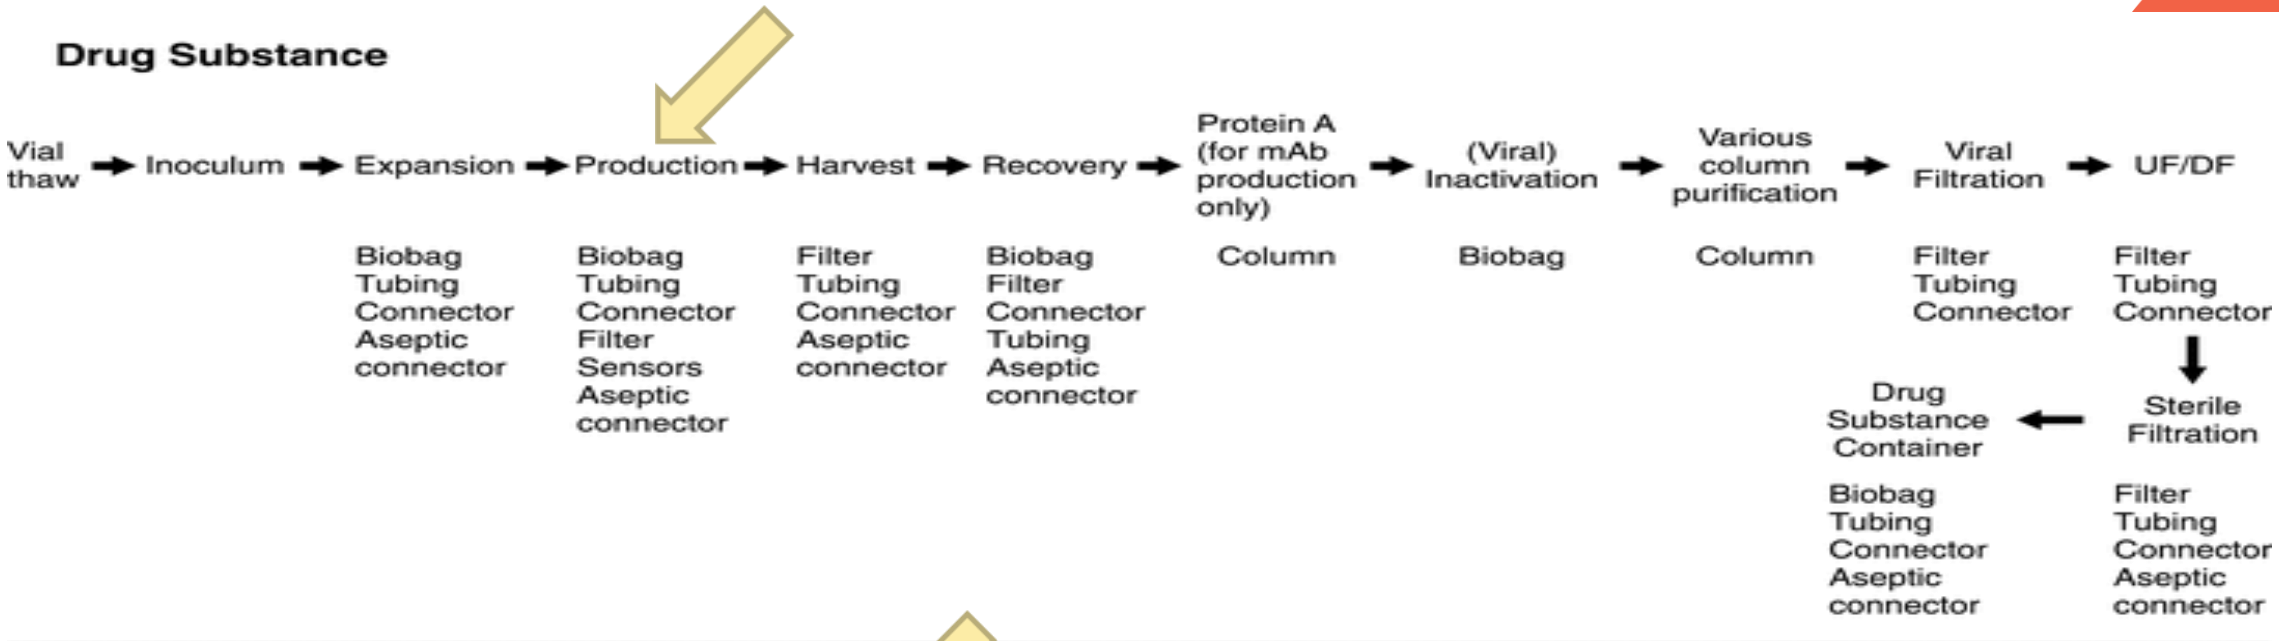 Drug Substance
Vial
thaw
Inoculum
Expansion
Production
Harvest
Recovery
Protein A
(for mAb
production
only)
(Viral)
Inactivation
Various
column
purification
Viral
Filtration
UF/DF
Biobag
Tubing
Connector
Aseptic
connector
Biobag
Tubing
Connector
Filter
Sensors
Aseptic
connector
Filter
Tubing
Connector
Aseptic
connector
Biobag
Filter
Connector
Tubing
Aseptic
connector
Column
Biobag
Column
Filter
Tubing
Connector
Filter
Tubing
Connector
Sterile
Filtration
Filter
Tubing
Connector
Aseptic
connector
Drug
Substance
Container
Biobag
Tubing
Connector
Aseptic
connector